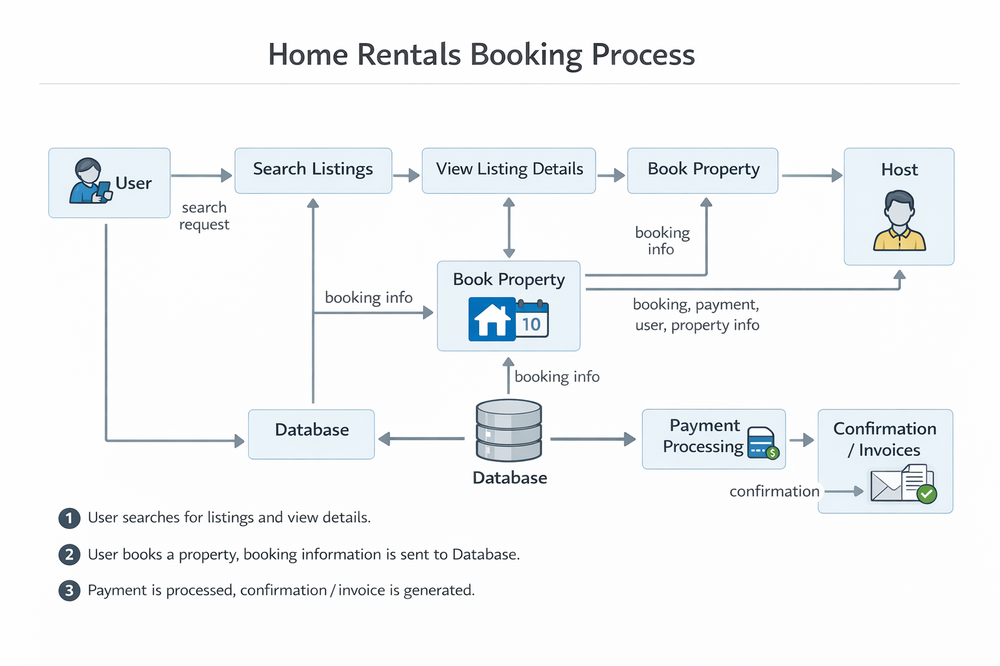 Home Rentals Booking Process
User
Search Listings
View Listing Details
Book Property
Host
search
request
booking
info
booking info
Book Property
10
booking, payment,
user, property info
booking info
Database
Database
Payment
Processing
$
Confirmation
/ Invoices
confirmation
1 User searches for listings and view details.
2 User books a property, booking information is sent to Database.
3 Payment is processed, confirmation / invoice is generated.